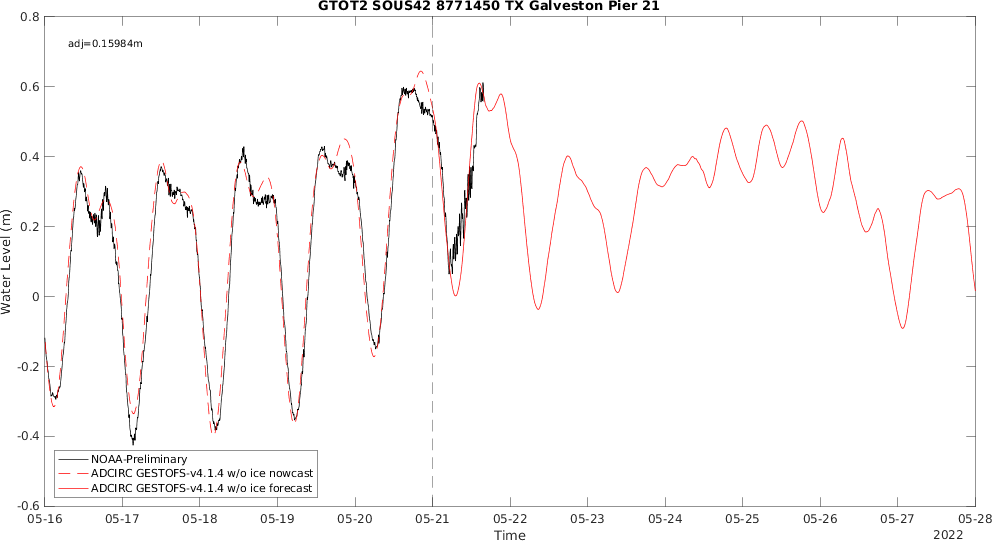 GTOT2 SOUS42 8771450 TX Galveston Pier 21
adj=0.15984m
0.8
0.6
0.4
0.2
0
-0.2
-0.4
-0.6
Water Level (m)
NOAA-Preliminary
ADCIRC GESTOFS-v4.1.4 w/o ice nowcast
ADCIRC GESTOFS-v4.1.4 w/o ice forecast
05-16 05-17 05-18 05-19 05-20 05-21 05-22 05-23 05-24 05-25 05-26 05-27 05-28
Time
2022